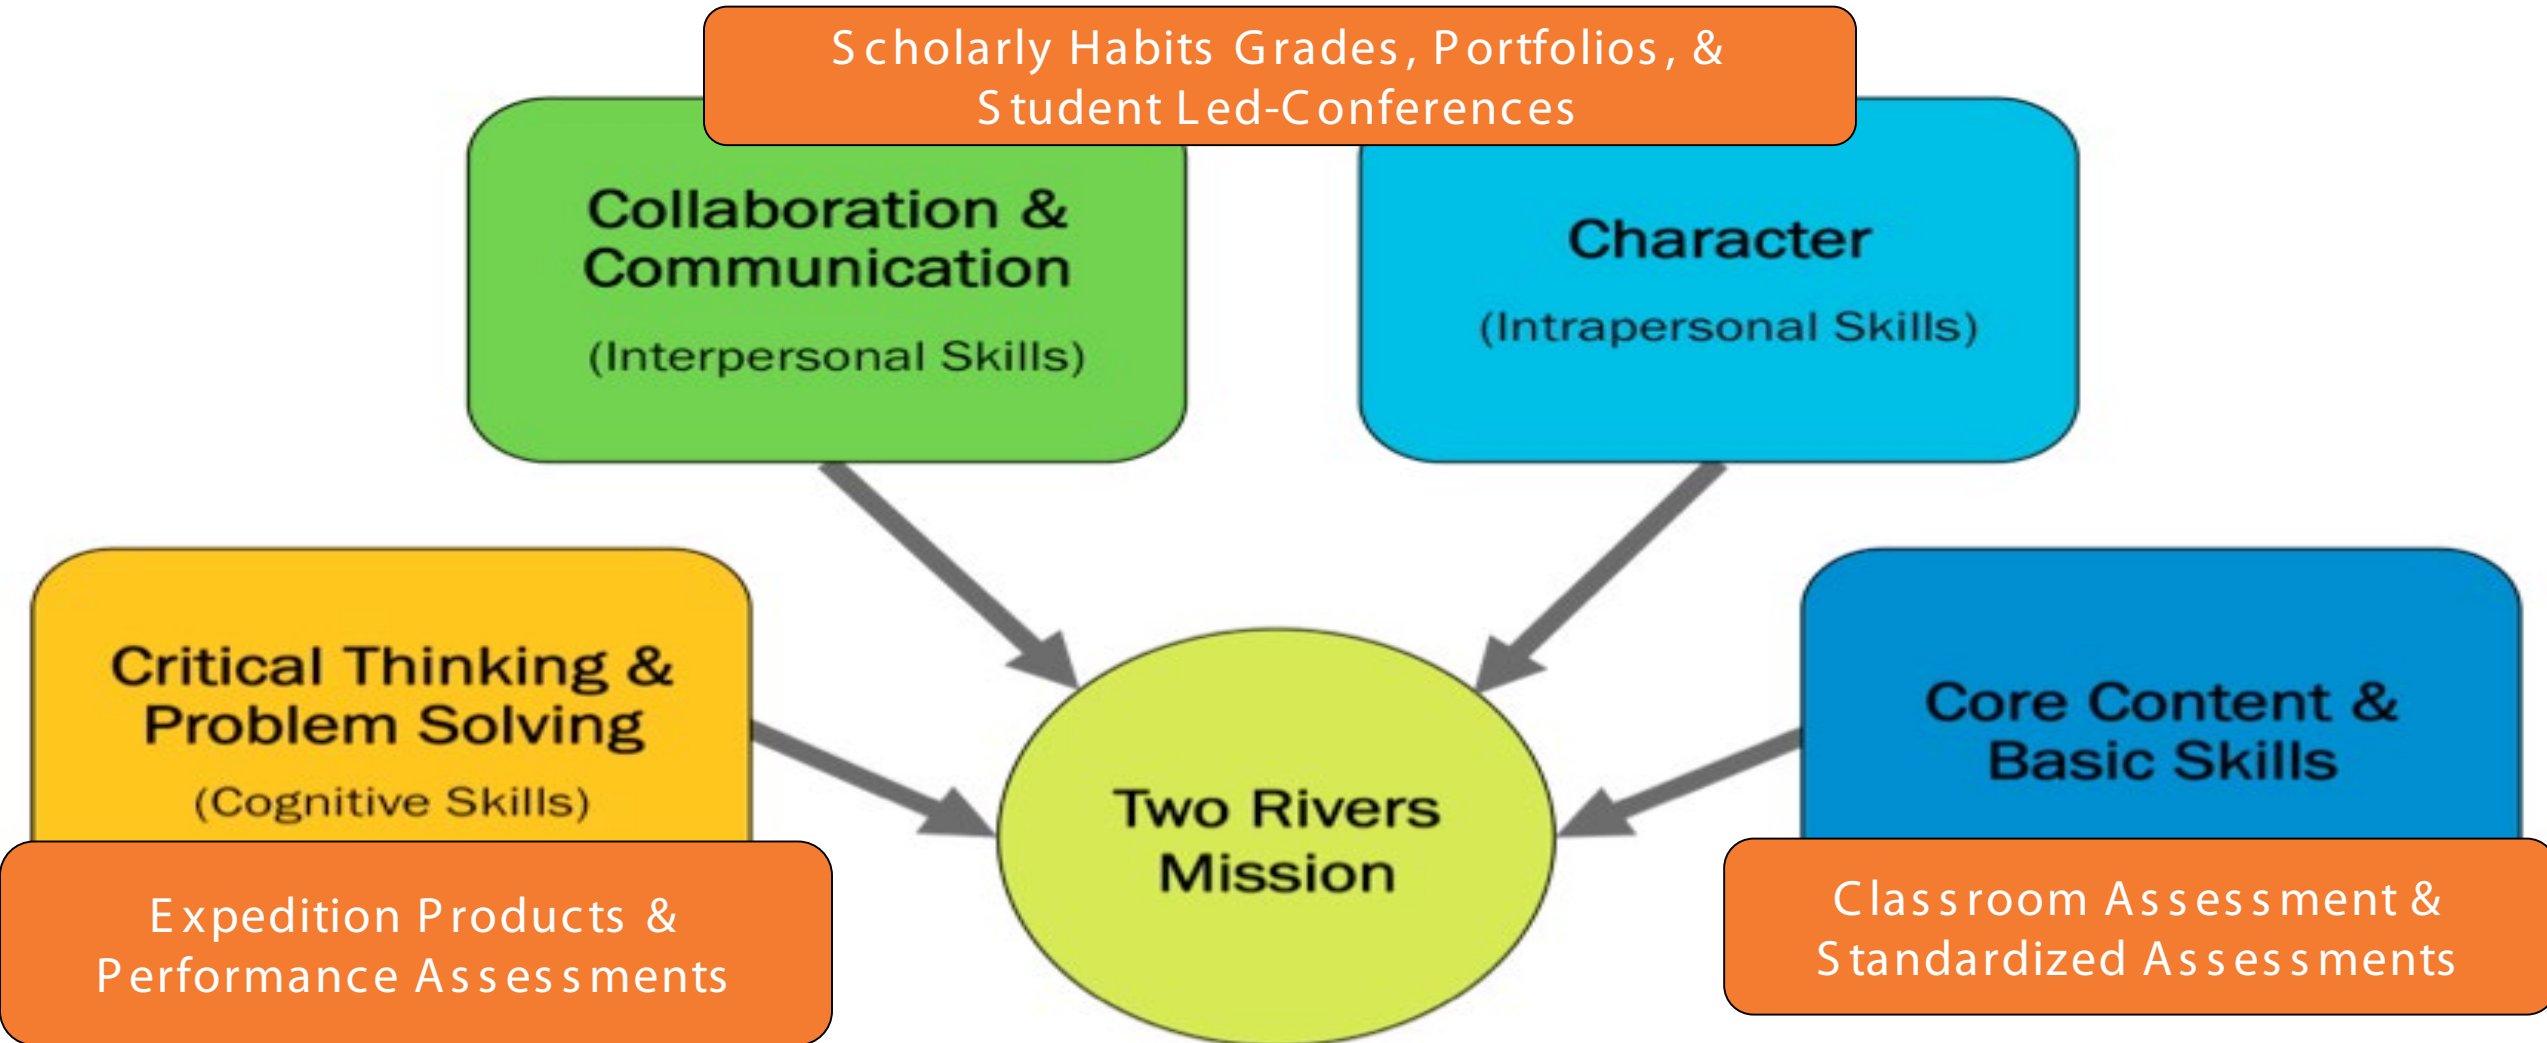 Scholarly Habits Grades, Portfolios, &
Student Led-Conferences
Collaboration &
Communication
(Interpersonal Skills)
Character
(Intrapersonal Skills)
Critical Thinking &
Problem Solving
(Cognitive Skills)
Expedition Products &
Performance Assessments
Two Rivers
Mission
Core Content &
Basic Skills
Classroom Assessment &
Standardized Assessments